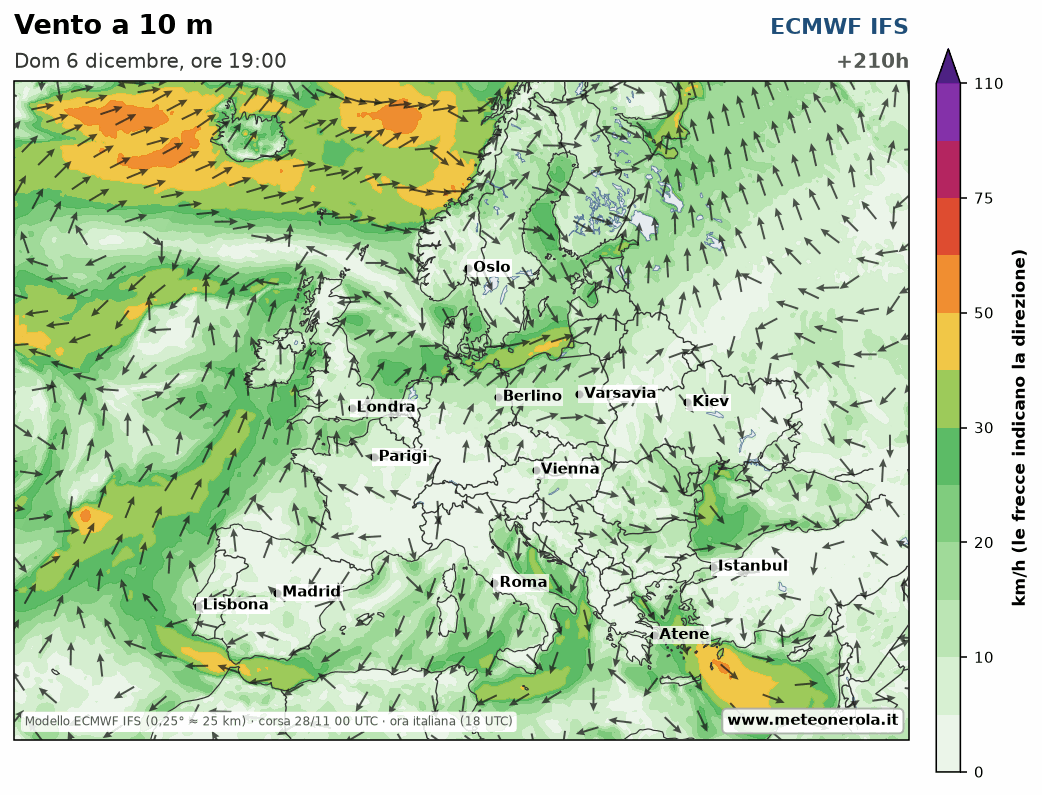 Vento a 10 m
ECMWF IFS
Dom 6 dicembre, ore 19:00
+210h
Oslo
Berlino
Varsavia
Kiev
Londra
Parigi
Vienna
Istanbul
Roma
Madrid
Lisbona
Atene
Modello ECMWF IFS (0,25° ≈ 25 km) · corsa 28/11 00 UTC · ora italiana (18 UTC)
www.meteonerola.it
110
75
50
30
20
10
0
km/h (le frecce indicano la direzione)